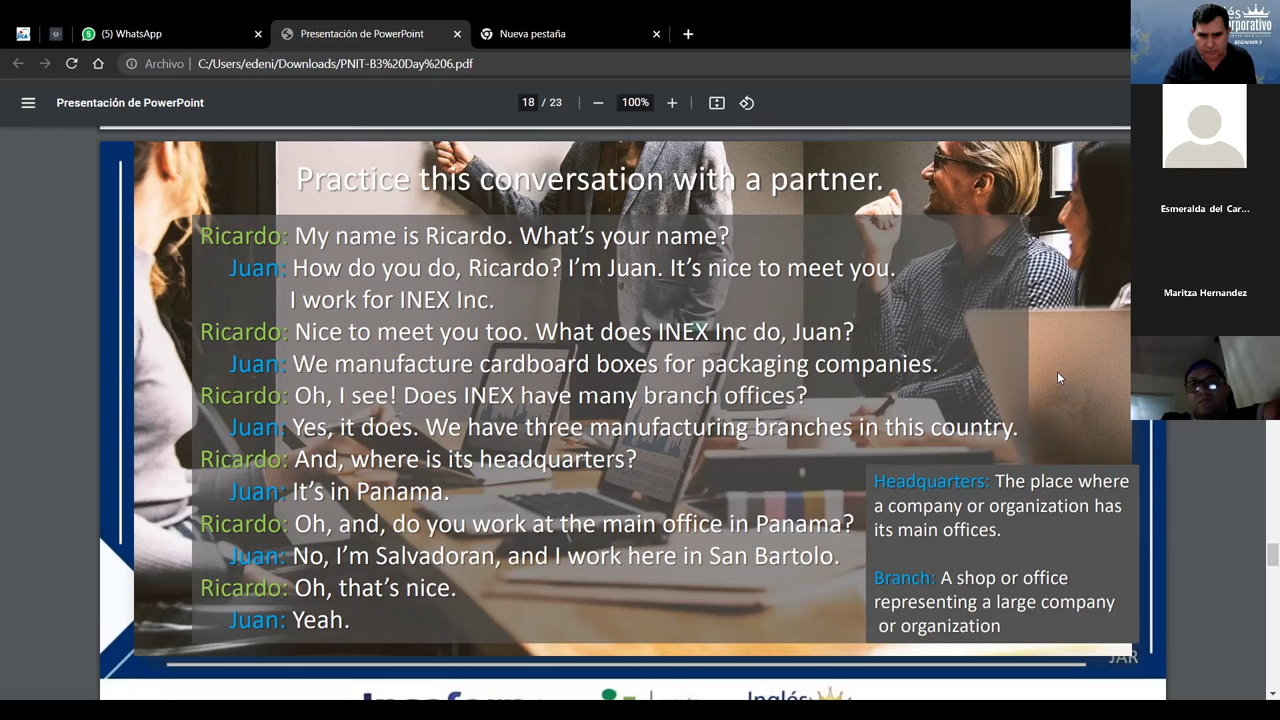 (5) WhatsApp
Presentación de PowerPoint
Nueva pestaña
Archivo
C:/Users/edeni/Downloads/PNIT-B3%20Day%206.pdf
Presentación de PowerPoint
18 / 23
100%
Practice this conversation with a partner.
Ricardo: My name is Ricardo. What's your name?
Juan: How do you do, Ricardo? I'm Juan. It's nice to meet you.
I work for INEX Inc.
Ricardo: Nice to meet you too. What does INEX Inc do, Juan?
Juan: We manufacture cardboard boxes for packaging companies.
Ricardo: Oh, I see! Does INEX have many branch offices?
Juan: Yes, it does. We have three manufacturing branches in this country.
Ricardo: And, where is its headquarters?
Juan: It's in Panama.
Ricardo: Oh, and, do you work at the main office in Panama?
Juan: No, I'm Salvadoran, and I work here in San Bartolo.
Ricardo: Oh, that's nice.
Juan: Yeah.
Headquarters: The place where
a company or organization has
its main offices.
Branch: A shop or office
representing a large company
or organization
JAR
Inglés
Esmeralda del Car...
Maritza Hernandez